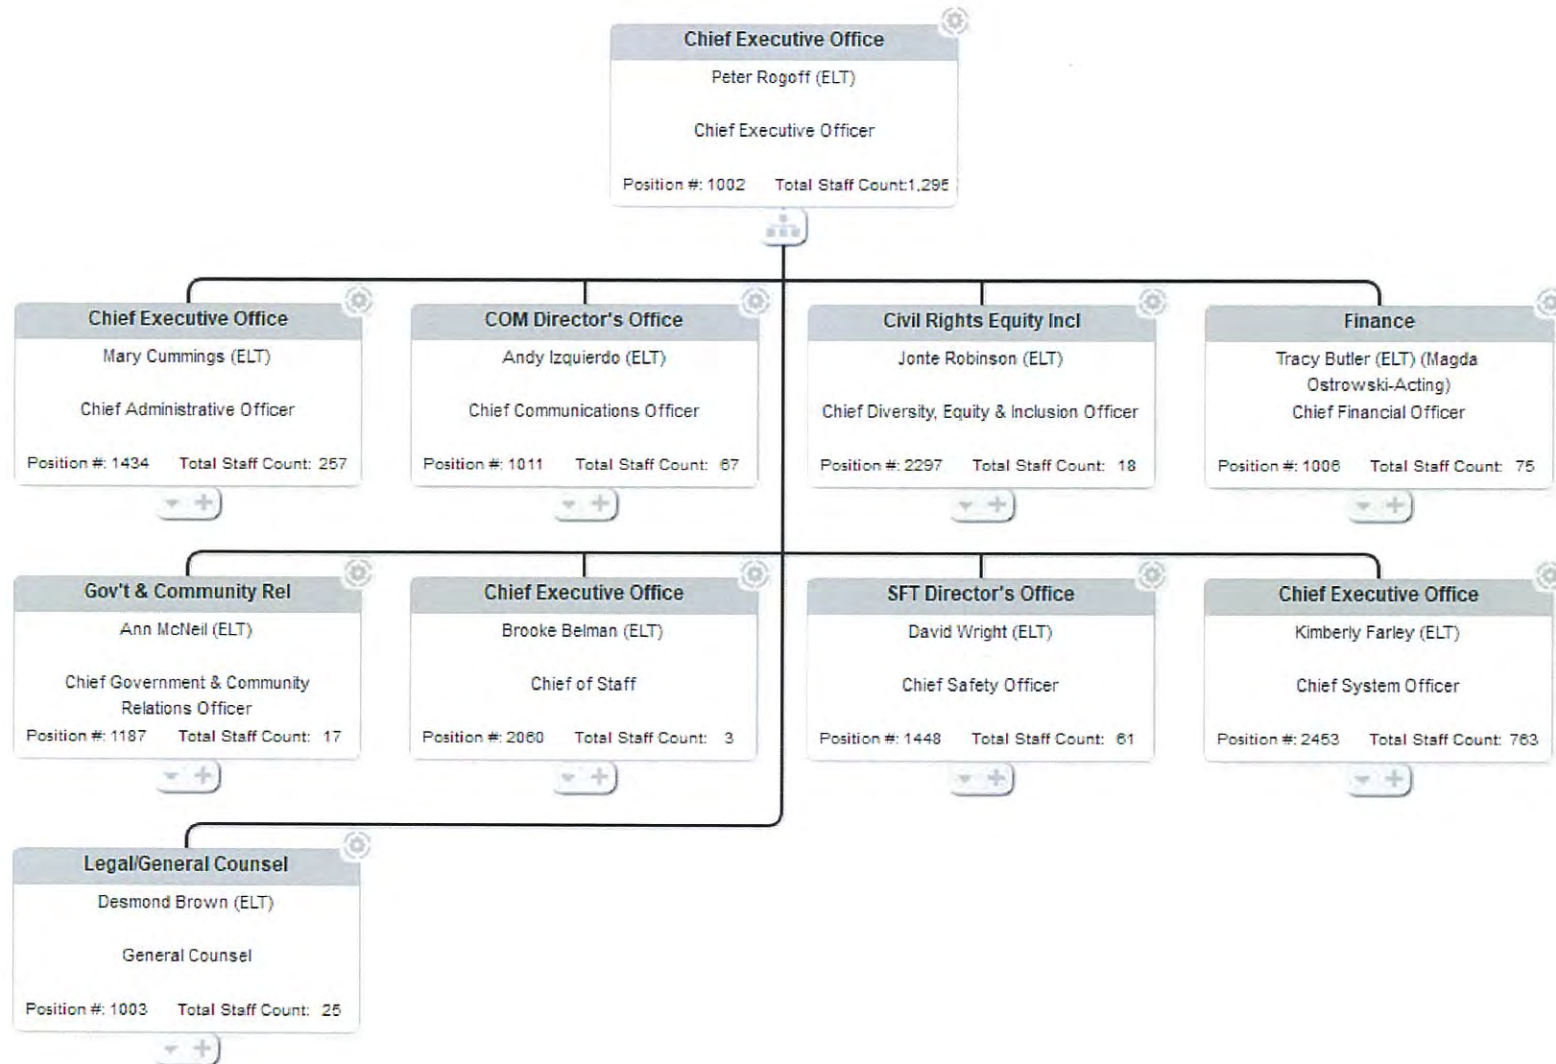 Chief Executive Office
Peter Rogoff (ELT)
Chief Executive Officer
Position #: 1002 Total Staff Count:1,295
Chief Executive Office
Mary Cummings (ELT)
Chief Administrative Officer
Position #: 1434 Total Staff Count: 257
COM Director's Office
Andy Izquierdo (ELT)
Chief Communications Officer
Position #: 1011 Total Staff Count: 67
Civil Rights Equity Incl
Jonte Robinson (ELT)
Chief Diversity, Equity & Inclusion Officer
Position #: 2297 Total Staff Count: 18
Finance
Tracy Butler (ELT) (Magda
Ostrowski-Acting)
Chief Financial Officer
Position #: 1006 Total Staff Count: 75
Gov't & Community Rel
Ann McNeil (ELT)
Chief Government & Community
Relations Officer
Position #: 1187 Total Staff Count: 17
Chief Executive Office
Brooke Belman (ELT)
Chief of Staff
Position #: 2060 Total Staff Count: 3
SFT Director's Office
David Wright (ELT)
Chief Safety Officer
Position #: 1448 Total Staff Count: 61
Chief Executive Office
Kimberly Farley (ELT)
Chief System Officer
Position #: 2453 Total Staff Count: 763
Legal/General Counsel
Desmond Brown (ELT)
General Counsel
Position #: 1003 Total Staff Count: 25